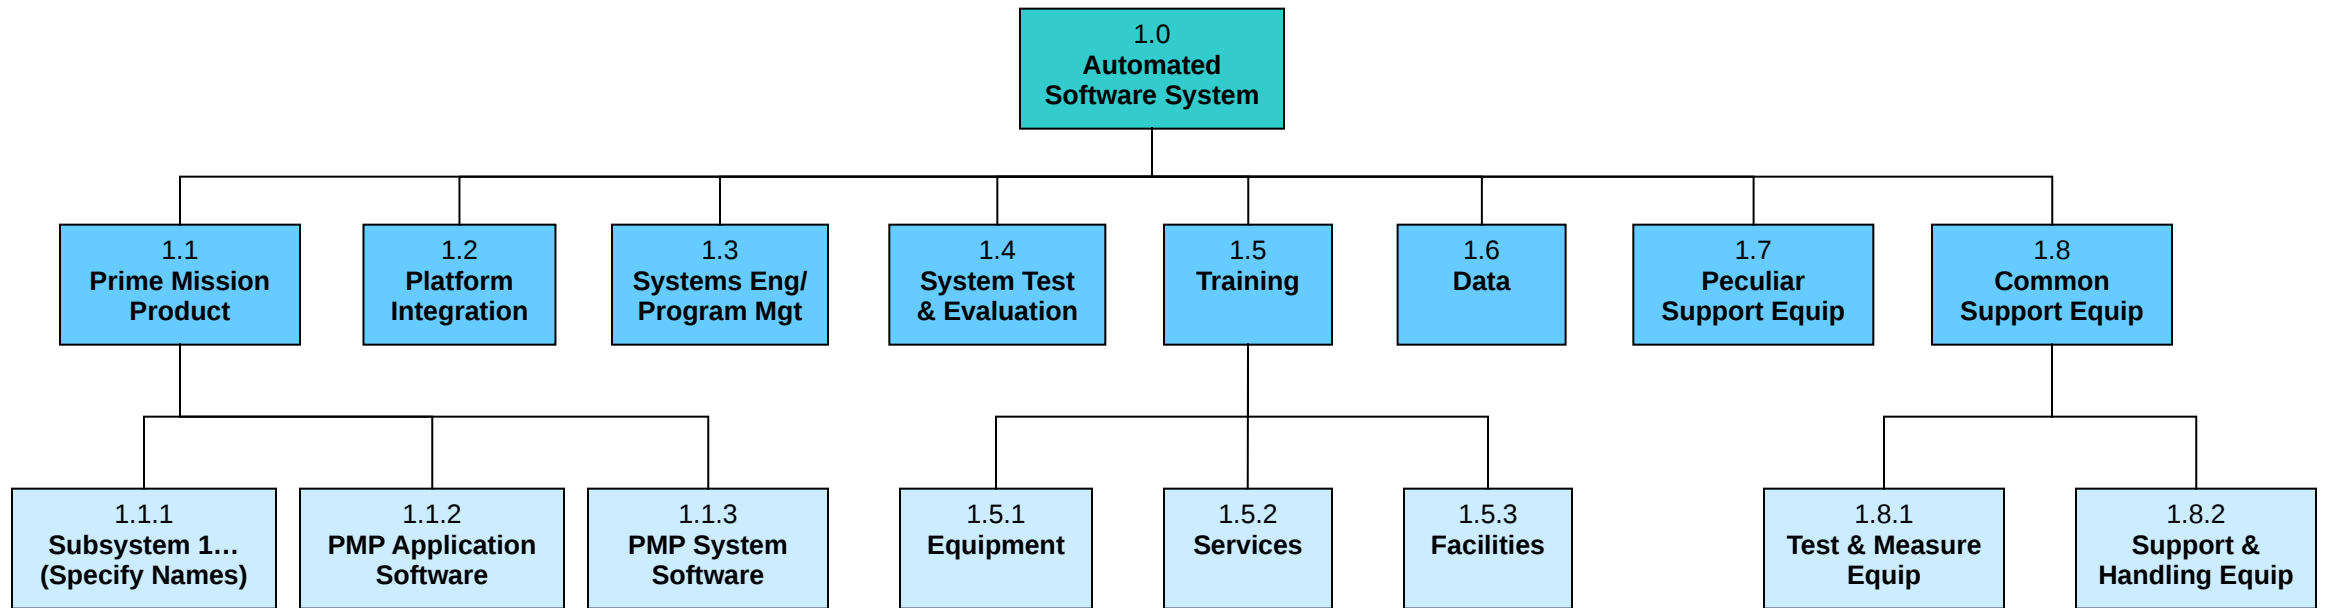 1.0
Automated
Software System
1.1
Prime Mission
Product
1.2
Platform
Integration
1.3
Systems Eng/
Program Mgt
1.4
System Test
& Evaluation
1.5
Training
1.6
Data
1.7
Peculiar
Support Equip
1.8
Common
Support Equip
1.1.1
Subsystem 1…
(Specify Names)
1.1.2
PMP Application
Software
1.1.3
PMP System
Software
1.5.1
Equipment
1.5.2
Services
1.5.3
Facilities
1.8.1
Test & Measure
Equip
1.8.2
Support &
Handling Equip